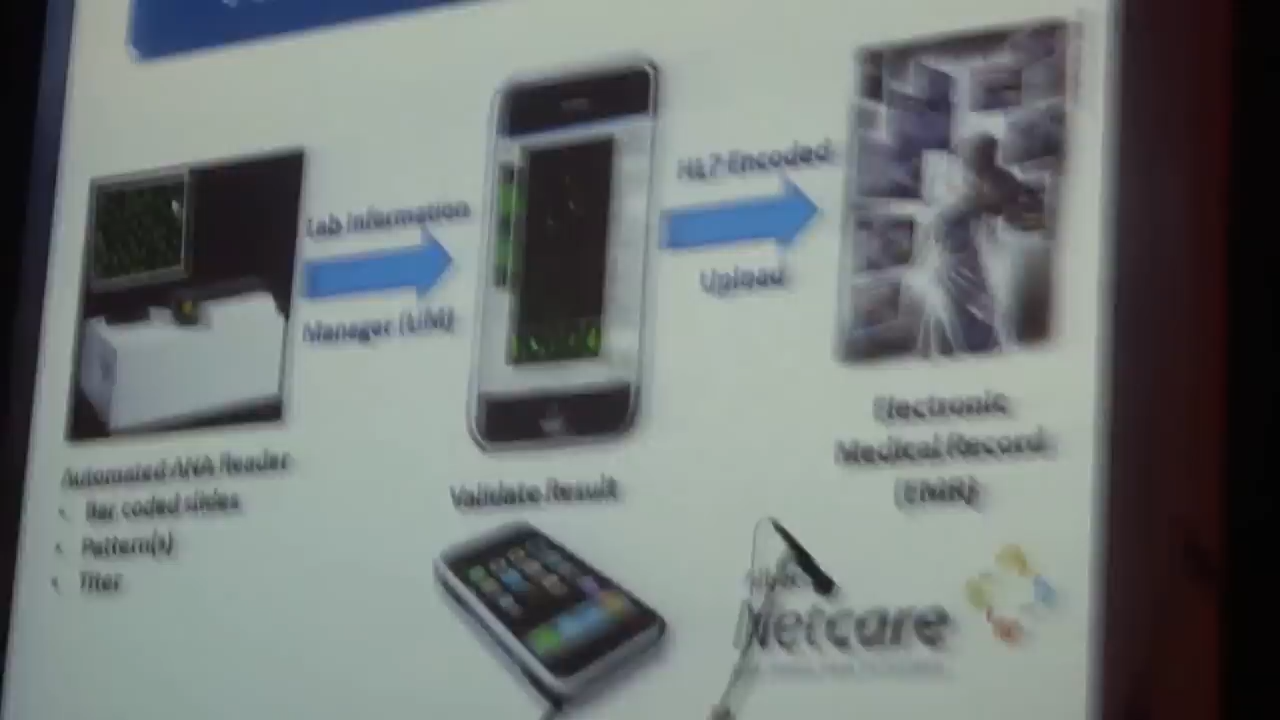 Lab Information
Manager (LIM)
HL7 Encoded
Upload
Automated ANA Reader
• Bar coded slides
• Pattern(s)
• Titer
Validate Result
Electronic
Medical Record
(EMR)
Netcare